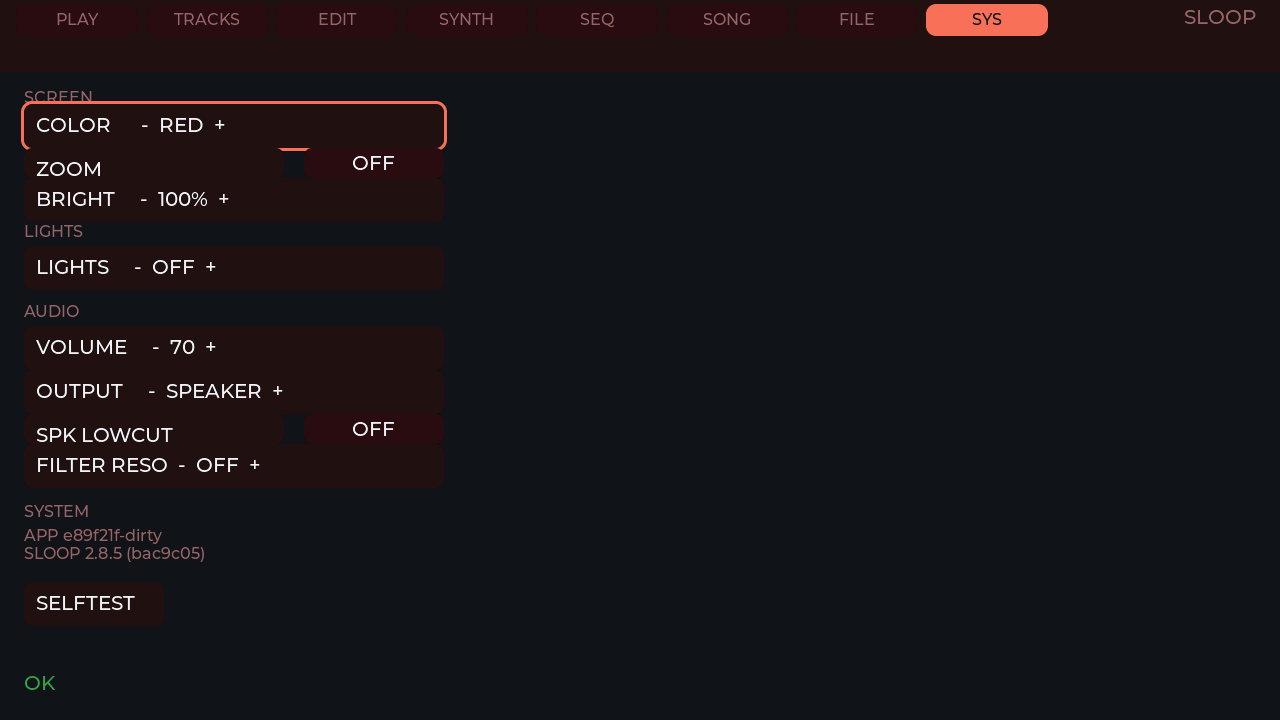 PLAY TRACKS EDIT SYNTH SEQ SONG FILE SYS SLOOP
SCREEN
COLOR - RED +
ZOOM OFF
BRIGHT - 100% +
LIGHTS
LIGHTS - OFF +
AUDIO
VOLUME - 70 +
OUTPUT - SPEAKER +
SPK LOWCUT OFF
FILTER RESO - OFF +
SYSTEM
APP e89f21f-dirty
SLOOP 2.8.5 (bac9c05)
SELFTEST
OK